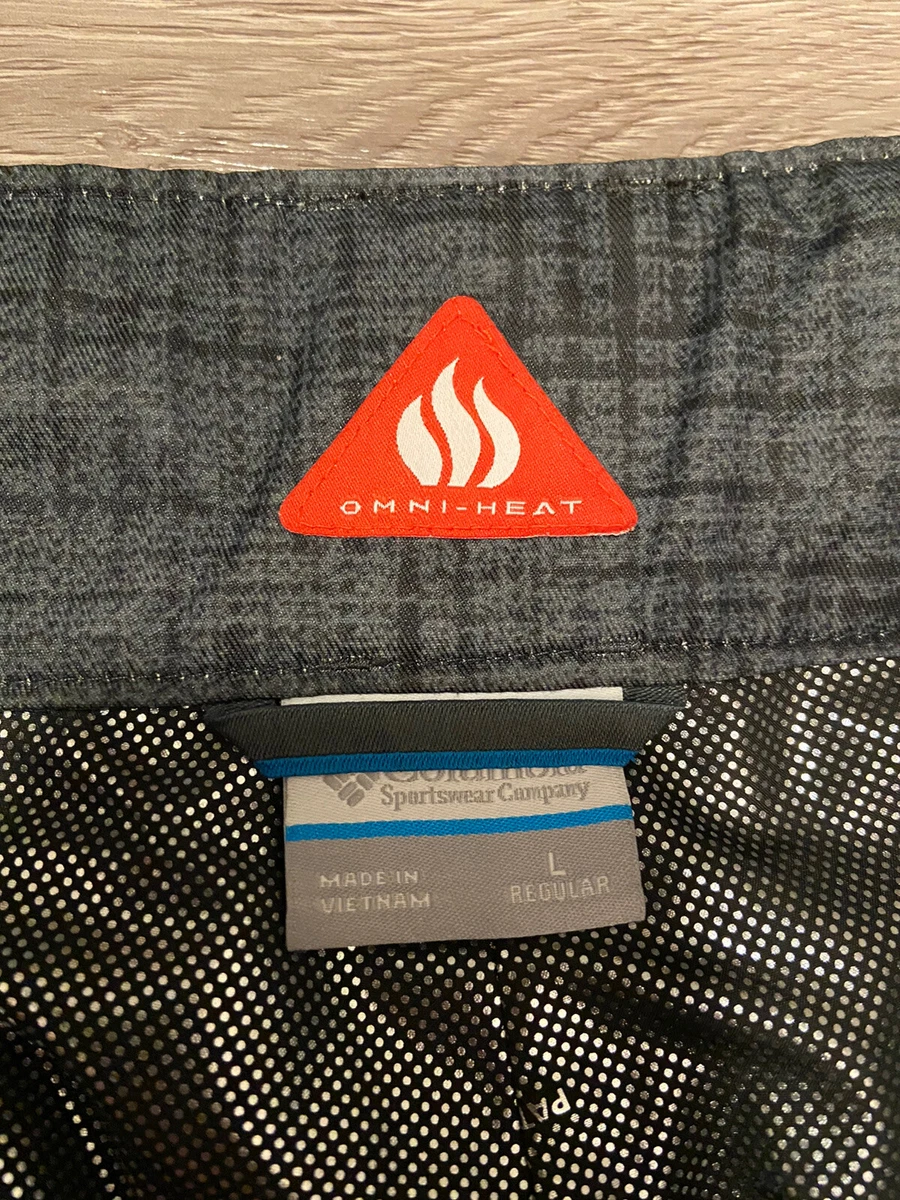 OMNI-HEAT
Columbia
Sportswear Company
MADE IN
VIETNAM
L
REGULAR